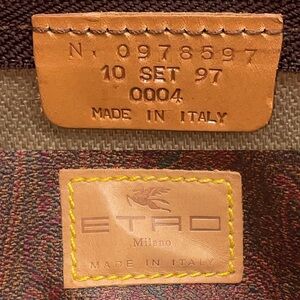 N. 0978597
10 SET 97
0004
MADE IN ITALY
ETRO
Milano
MADE IN ITALY